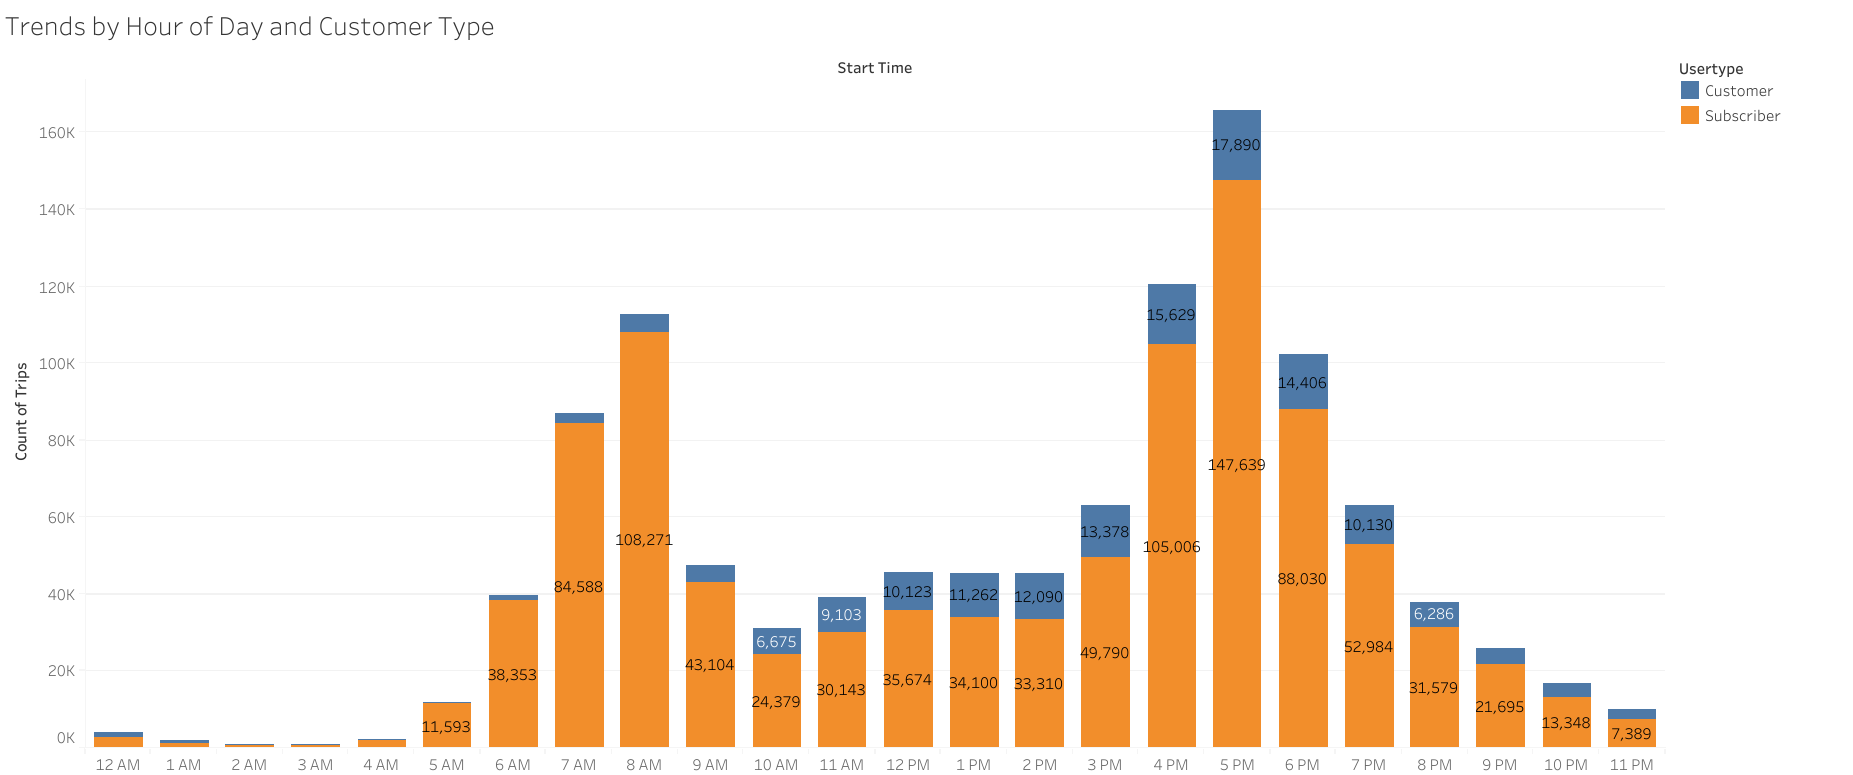 Trends by Hour of Day and Customer Type
Start Time
Usertype
Customer
Subscriber
Count of Trips
160K
140K
120K
100K
80K
60K
40K
20K
0K
17,890
15,629
14,406
147,639
10,130
13,378
108,271
105,006
88,030
84,588
10,123
11,262
12,090
9,103
6,286
6,675
38,353
43,104
49,790
52,984
24,379
30,143
35,674
34,100
33,310
31,579
21,695
11,593
13,348
7,389
12 AM 1 AM 2 AM 3 AM 4 AM 5 AM 6 AM 7 AM 8 AM 9 AM 10 AM 11 AM 12 PM 1 PM 2 PM 3 PM 4 PM 5 PM 6 PM 7 PM 8 PM 9 PM 10 PM 11 PM